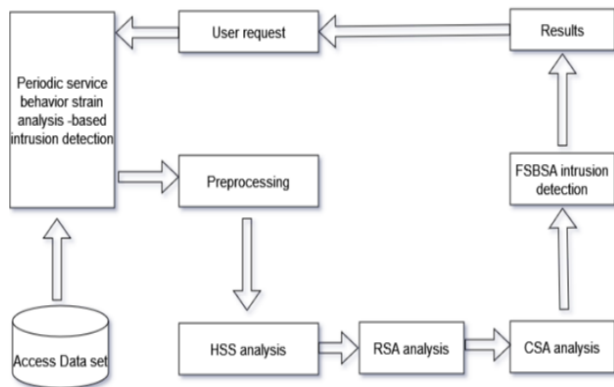 User request
Results
Periodic service
behavior strain
analysis -based
intrusion detection
FSBSA intrusion
detection
Preprocessing
Access Data set
HSS analysis
RSA analysis
CSA analysis